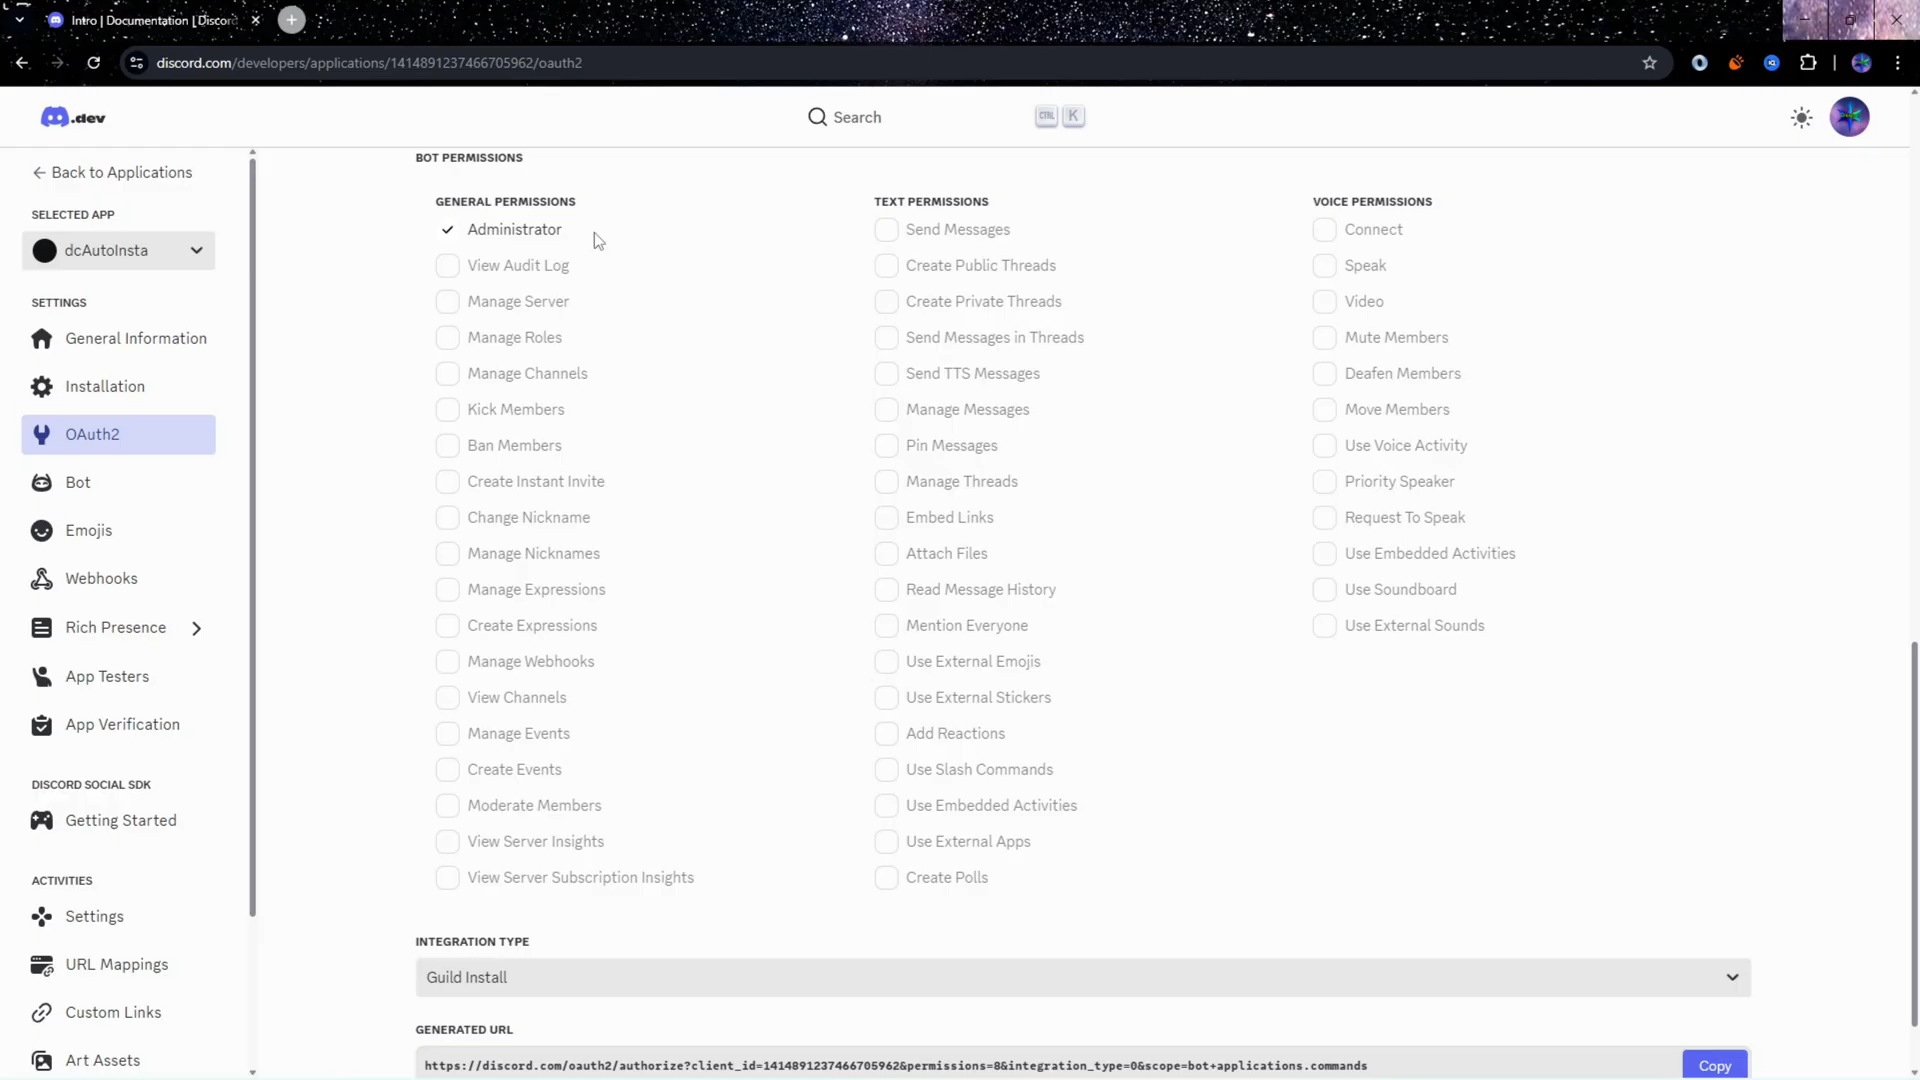 Intro | Documentation | Discord
discord.com/developers/applications/1414891237466705962/oauth2
.dev
Search
CTRL K
Back to Applications
SELECTED APP
dcAutoInsta
SETTINGS
General Information
Installation
OAuth2
Bot
Emojis
Webhooks
Rich Presence
App Testers
App Verification
DISCORD SOCIAL SDK
Getting Started
ACTIVITIES
Settings
URL Mappings
Custom Links
Art Assets
BOT PERMISSIONS
GENERAL PERMISSIONS
Administrator
View Audit Log
Manage Server
Manage Roles
Manage Channels
Kick Members
Ban Members
Create Instant Invite
Change Nickname
Manage Nicknames
Manage Expressions
Create Expressions
Manage Webhooks
View Channels
Manage Events
Create Events
Moderate Members
View Server Insights
View Server Subscription Insights
TEXT PERMISSIONS
Send Messages
Create Public Threads
Create Private Threads
Send Messages in Threads
Send TTS Messages
Manage Messages
Pin Messages
Manage Threads
Embed Links
Attach Files
Read Message History
Mention Everyone
Use External Emojis
Use External Stickers
Add Reactions
Use Slash Commands
Use Embedded Activities
Use External Apps
Create Polls
VOICE PERMISSIONS
Connect
Speak
Video
Mute Members
Deafen Members
Move Members
Use Voice Activity
Priority Speaker
Request To Speak
Use Embedded Activities
Use Soundboard
Use External Sounds
INTEGRATION TYPE
Guild Install
GENERATED URL
https://discord.com/oauth2/authorize?client_id=1414891237466705962&permissions=8&integration_type=0&scope=bot+applications.commands
Copy